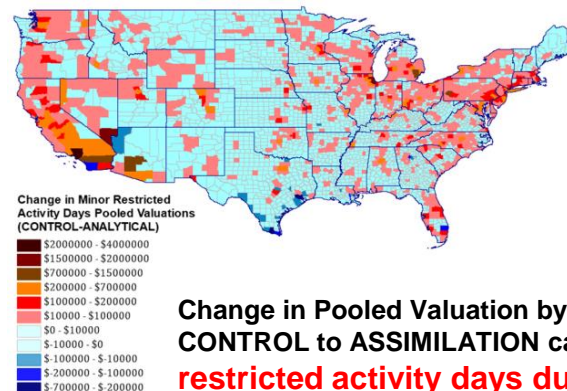 Change in Minor Restricted
Activity Days Pooled Valuations
(CONTROL-ANALYTICAL)
$2000000 - $4000000
$1500000 - $2000000
$700000 - $1500000
$200000 - $700000
$100000 - $200000
$10000 - $100000
$0 - $10000
$-10000 - $0
$-100000 - $-10000
$-200000 - $-100000
$-700000 - $-200000
Change in Pooled Valuation by
CONTROL to ASSIMILATION ca
restricted activity days du